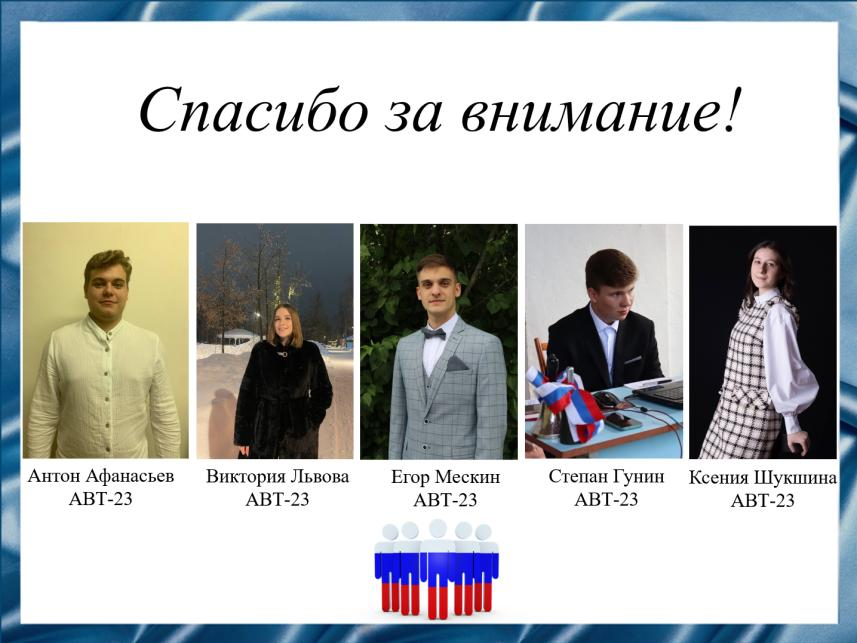 Спасибо за внимание!
Антон Афанасьев
АВТ-23
Виктория Львова
АВТ-23
Егор Мескин
АВТ-23
Степан Гунин
АВТ-23
Ксения Шукшина
АВТ-23